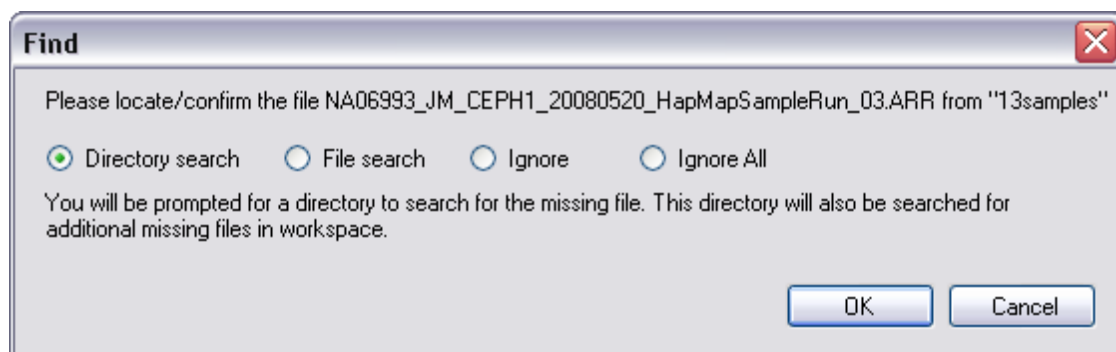 Find
Please locate/confirm the file NA06993_JM_CEPH1_20080520_HapMapSampleRun_03.ARR from "13samples"
Directory search File search Ignore Ignore All
You will be prompted for a directory to search for the missing file. This directory will also be searched for
additional missing files in workspace.
OK Cancel